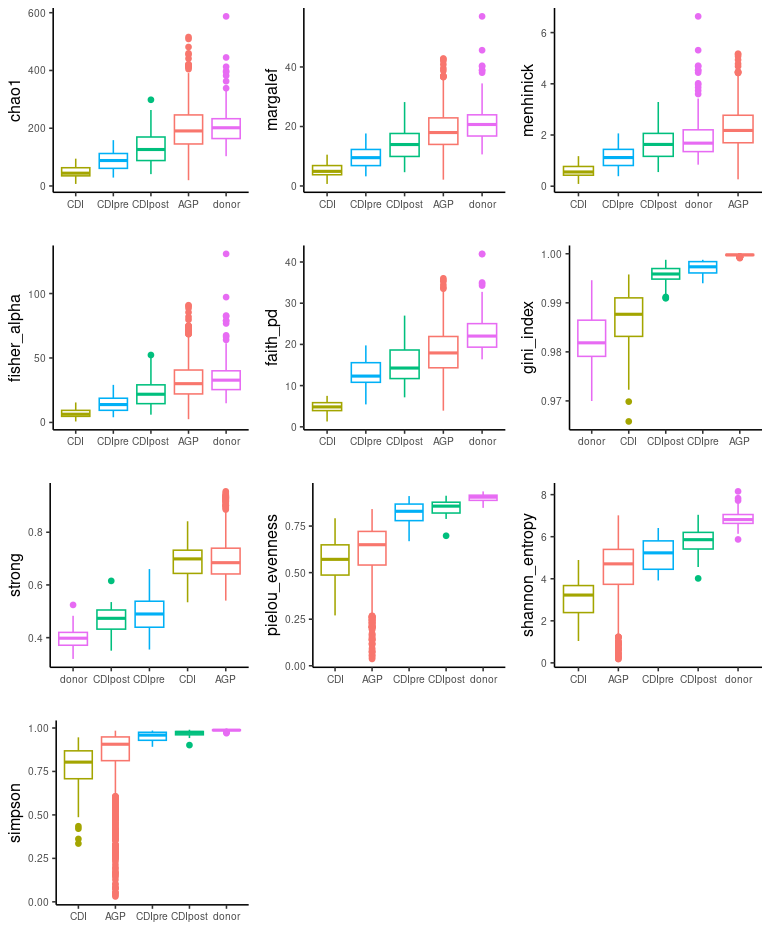 chao1
600
400
200
0
CDI CDIpre CDIpost AGP donor
margalef
40
20
0
CDI CDIpre CDIpost AGP donor
menhinick
6
4
2
0
CDI CDIpre CDIpost donor AGP
fisher_alpha
100
50
0
CDI CDIpre CDIpost AGP donor
faith_pd
40
30
20
10
0
CDI CDIpre CDIpost AGP donor
gini_index
1.00
0.99
0.98
0.97
donor CDI CDIpost CDIpre AGP
strong
0.8
0.6
0.4
donor CDIpost CDIpre CDI AGP
pielou_evenness
0.75
0.50
0.25
0.00
CDI AGP CDIpre CDIpost donor
shannon_entropy
8
6
4
2
0
CDI AGP CDIpre CDIpost donor
simpson
1.00
0.75
0.50
0.25
0.00
CDI AGP CDIpre CDIpost donor